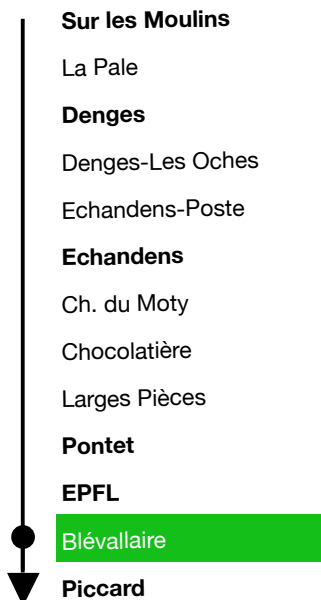 Sur les Moulins
La Pale
Denges
Denges-Les Oches
Echandens-Poste
Echandens
Ch. du Moty
Chocolatière
Larges Pièces
Pontet
EPFL
Blévallaire
Piccard